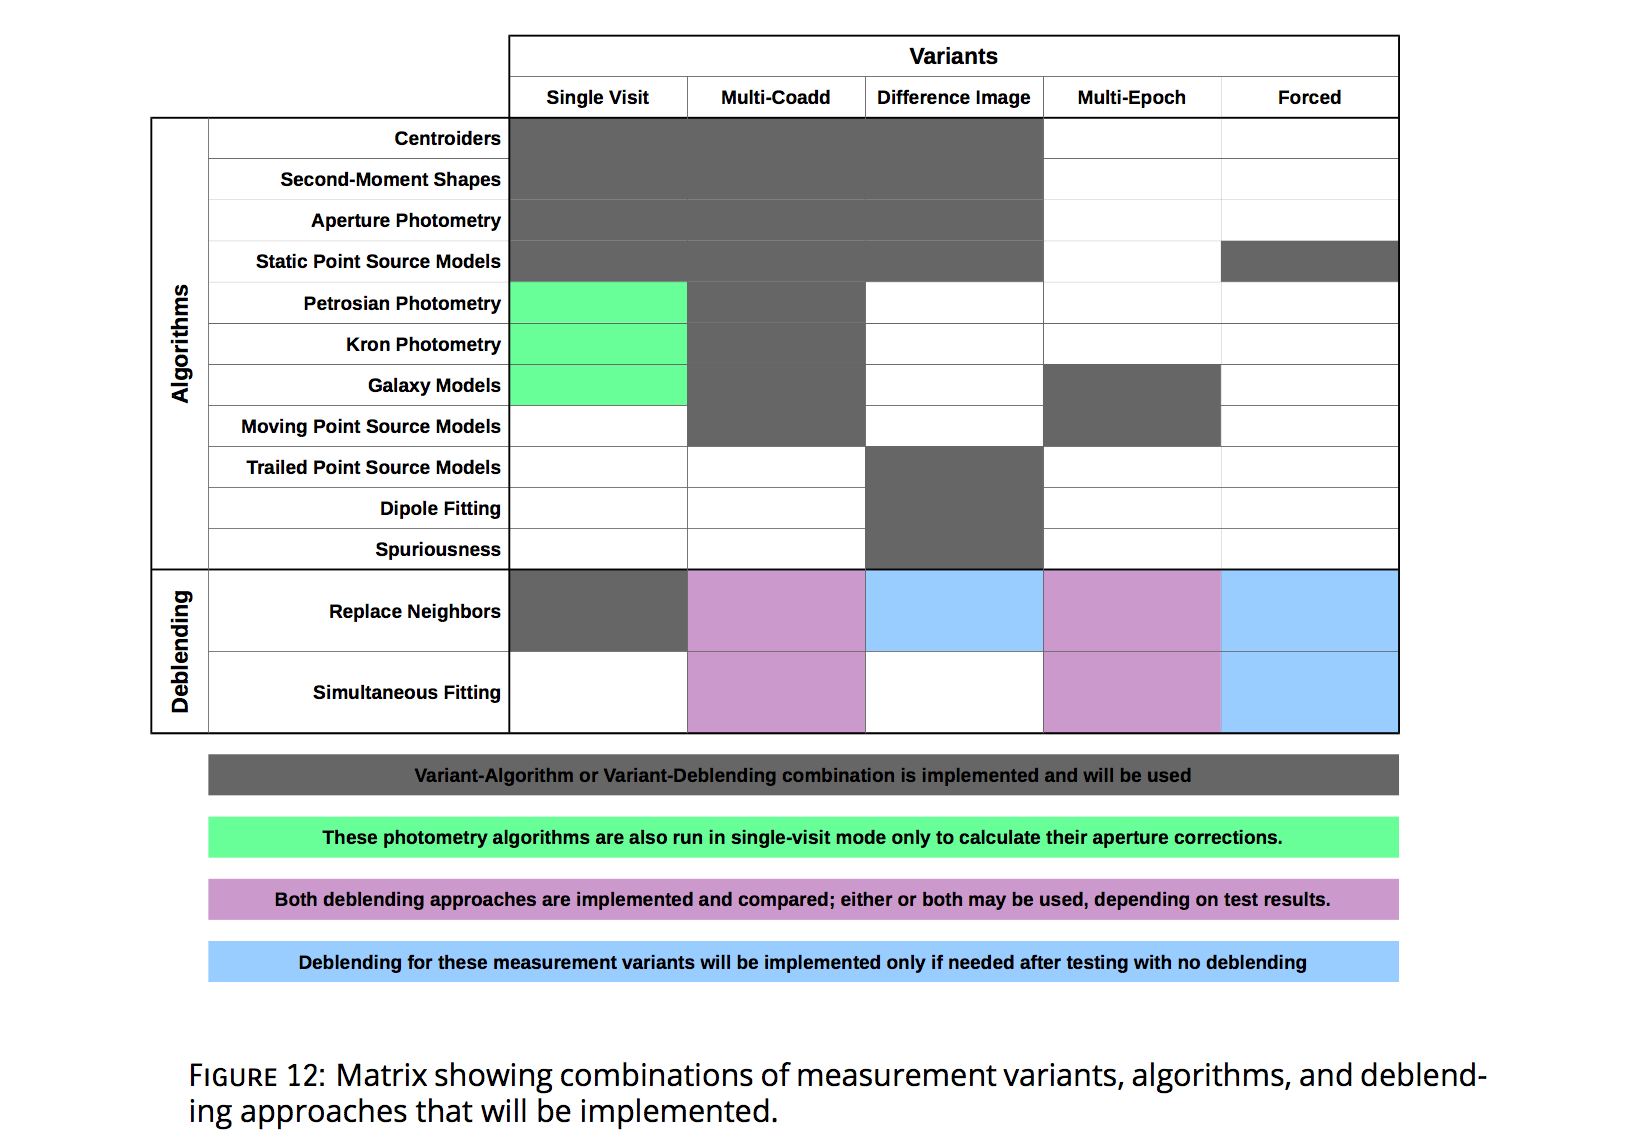 Variants
Single Visit
Multi-Coadd
Difference Image
Multi-Epoch
Forced
Algorithms
Centroiders
Second-Moment Shapes
Aperture Photometry
Static Point Source Models
Petrosian Photometry
Kron Photometry
Galaxy Models
Moving Point Source Models
Trailed Point Source Models
Dipole Fitting
Spuriousness
Deblending
Replace Neighbors
Simultaneous Fitting
Variant-Algorithm or Variant-Deblending combination is implemented and will be used
These photometry algorithms are also run in single-visit mode only to calculate their aperture corrections.
Both deblending approaches are implemented and compared; either or both may be used, depending on test results.
Deblending for these measurement variants will be implemented only if needed after testing with no deblending
FIGURE 12: Matrix showing combinations of measurement variants, algorithms, and deblend-
ing approaches that will be implemented.